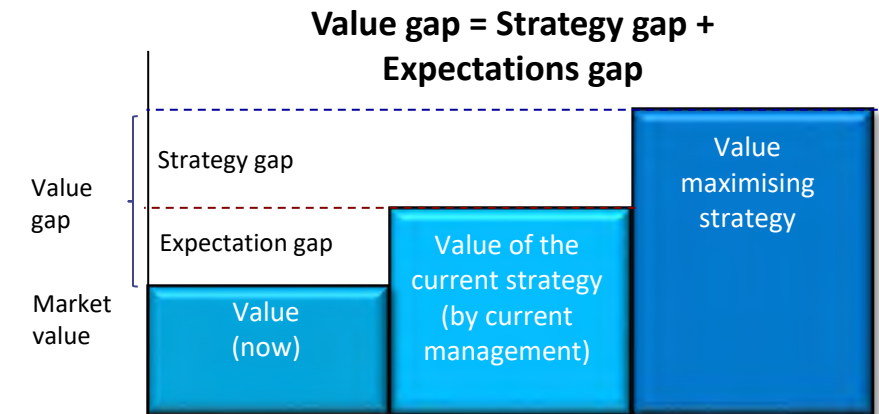 Value gap = Strategy gap +
Expectations gap
Strategy gap
Value
gap
Expectation gap
Market
value
Value
(now)
Value of the
current strategy
(by current
management)
Value
maximising
strategy